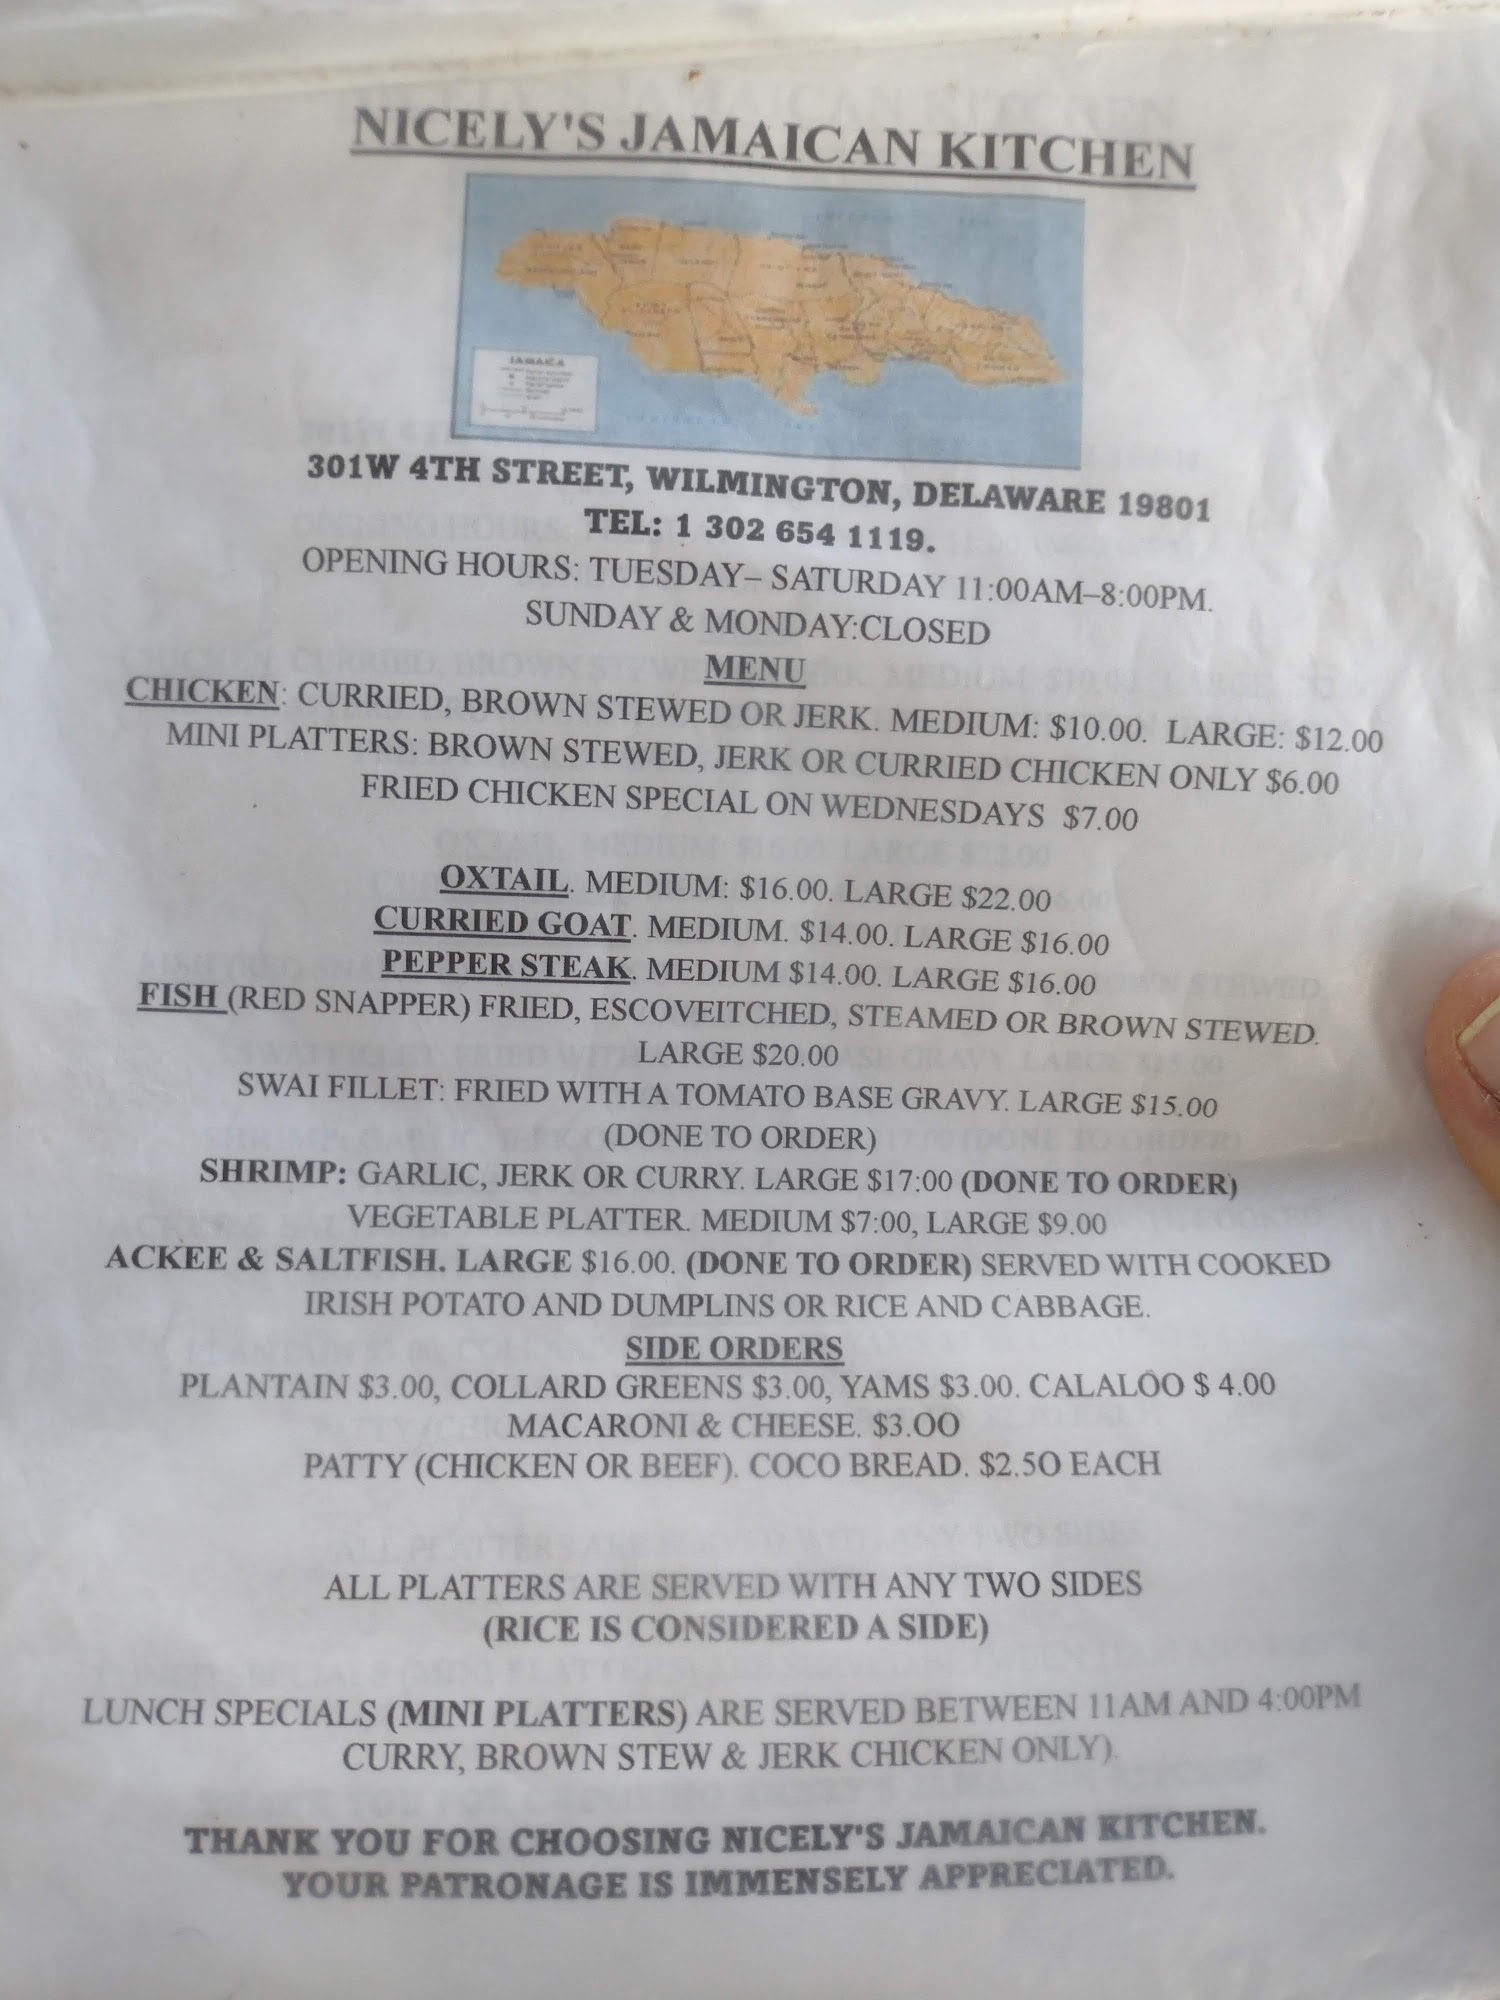 NICELY'S JAMAICAN KITCHEN
JAMAICA
301W 4TH STREET, WILMINGTON, DELAWARE 19801
TEL: 1 302 654 1119.
OPENING HOURS: TUESDAY– SATURDAY 11:00AM–8:00PM.
SUNDAY & MONDAY:CLOSED
MENU
CHICKEN: CURRIED, BROWN STEWED OR JERK. MEDIUM: $10.00. LARGE: $12.00
MINI PLATTERS: BROWN STEWED, JERK OR CURRIED CHICKEN ONLY $6.00
FRIED CHICKEN SPECIAL ON WEDNESDAYS $7.00
OXTAIL. MEDIUM: $16.00. LARGE $22.00
CURRIED GOAT. MEDIUM. $14.00. LARGE $16.00
PEPPER STEAK. MEDIUM $14.00. LARGE $16.00
FISH (RED SNAPPER) FRIED, ESCOVEITCHED, STEAMED OR BROWN STEWED.
LARGE $20.00
SWAI FILLET: FRIED WITH A TOMATO BASE GRAVY. LARGE $15.00
(DONE TO ORDER)
SHRIMP: GARLIC, JERK OR CURRY. LARGE $17:00 (DONE TO ORDER)
VEGETABLE PLATTER. MEDIUM $7:00, LARGE $9.00
ACKEE & SALTFISH. LARGE $16.00. (DONE TO ORDER) SERVED WITH COOKED
IRISH POTATO AND DUMPLINS OR RICE AND CABBAGE.
SIDE ORDERS
PLANTAIN $3.00, COLLARD GREENS $3.00, YAMS $3.00. CALALOO $ 4.00
MACARONI & CHEESE. $3.OO
PATTY (CHICKEN OR BEEF). COCO BREAD. $2.5O EACH
ALL PLATTERS ARE SERVED WITH ANY TWO SIDES
(RICE IS CONSIDERED A SIDE)
LUNCH SPECIALS (MINI PLATTERS) ARE SERVED BETWEEN 11AM AND 4:00PM
CURRY, BROWN STEW & JERK CHICKEN ONLY).
THANK YOU FOR CHOOSING NICELY'S JAMAICAN KITCHEN.
YOUR PATRONAGE IS IMMENSELY APPRECIATED.